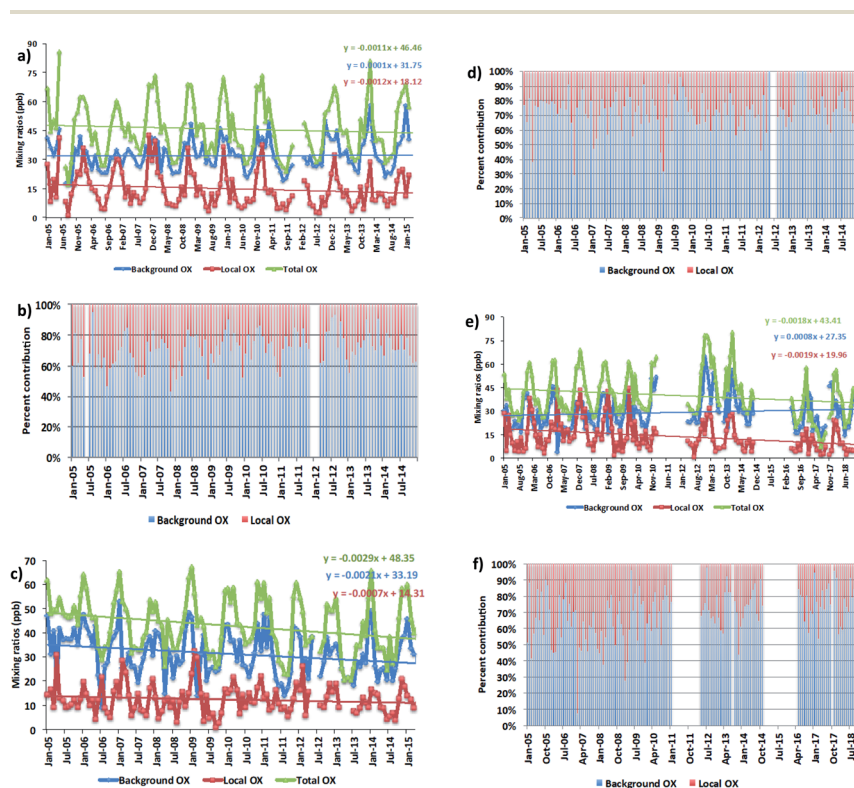 a)
y = -0.0011x + 46.46
y = 0.0001x + 31.75
y = -0.0012x + 18.12
Mixing ratios (ppb)
90
75
60
45
30
15
0
Jan-05 Jun-05 Nov-05 Apr-06 Sep-06 Feb-07 Jul-07 Dec-07 May-08 Oct-08 Mar-09 Aug-09 Jan-10 Jun-10 Nov-10 Apr-11 Sep-11 Feb-12 Jul-12 Dec-12 May-13 Oct-13 Mar-14 Aug-14 Jan-15
Background OX Local OX Total OX
b)
Percent contribution
100%
80%
60%
40%
20%
0%
Jan-05 Jul-05 Jan-06 Jul-06 Jan-07 Jul-07 Jan-08 Jul-08 Jan-09 Jul-09 Jan-10 Jul-10 Jan-11 Jul-11 Jan-12 Jul-12 Jan-13 Jul-13 Jan-14 Jul-14
Background OX Local OX
c)
y = -0.0029x + 48.35
y = -0.0021x + 33.19
y = -0.0007x + 14.31
Mixing ratios (ppb)
70
60
50
40
30
20
10
0
Jan-05 Jul-05 Jan-06 Jul-06 Jan-07 Jul-07 Jan-08 Jul-08 Jan-09 Jul-09 Jan-10 Jul-10 Jan-11 Jul-11 Jan-12 Jul-12 Jan-13 Jul-13 Jan-14 Jul-14 Jan-15
Background OX Local OX Total OX
d)
Percent contribution
100%
90%
80%
70%
60%
50%
40%
30%
20%
10%
0%
Jan-05 Jul-05 Jan-06 Jul-06 Jan-07 Jul-07 Jan-08 Jul-08 Jan-09 Jul-09 Jan-10 Jul-10 Jan-11 Jul-11 Jan-12 Jul-12 Jan-13 Jul-13 Jan-14 Jul-14
Background OX Local OX
e)
y = -0.0018x + 43.41
y = 0.0008x + 27.35
y = -0.0019x + 19.96
Mixing ratios (ppb)
90
75
60
45
30
15
0
Jan-05 Aug-05 Mar-06 Oct-06 May-07 Dec-07 Jul-08 Feb-09 Sep-09 Apr-10 Nov-10 Jun-11 Jan-12 Aug-12 Mar-13 Oct-13 May-14 Dec-14 Jul-15 Feb-16 Sep-16 Apr-17 Nov-17 Jun-18
Background OX Local OX Total OX
f)
Percent contribution
100%
90%
80%
70%
60%
50%
40%
30%
20%
10%
0%
Jan-05 Oct-05 Jul-06 Apr-07 Jan-08 Oct-08 Jul-09 Apr-10 Jan-11 Oct-11 Jul-12 Apr-13 Jan-14 Oct-14 Jul-15 Apr-16 Jan-17 Oct-17 Jul-18
Background OX Local OX